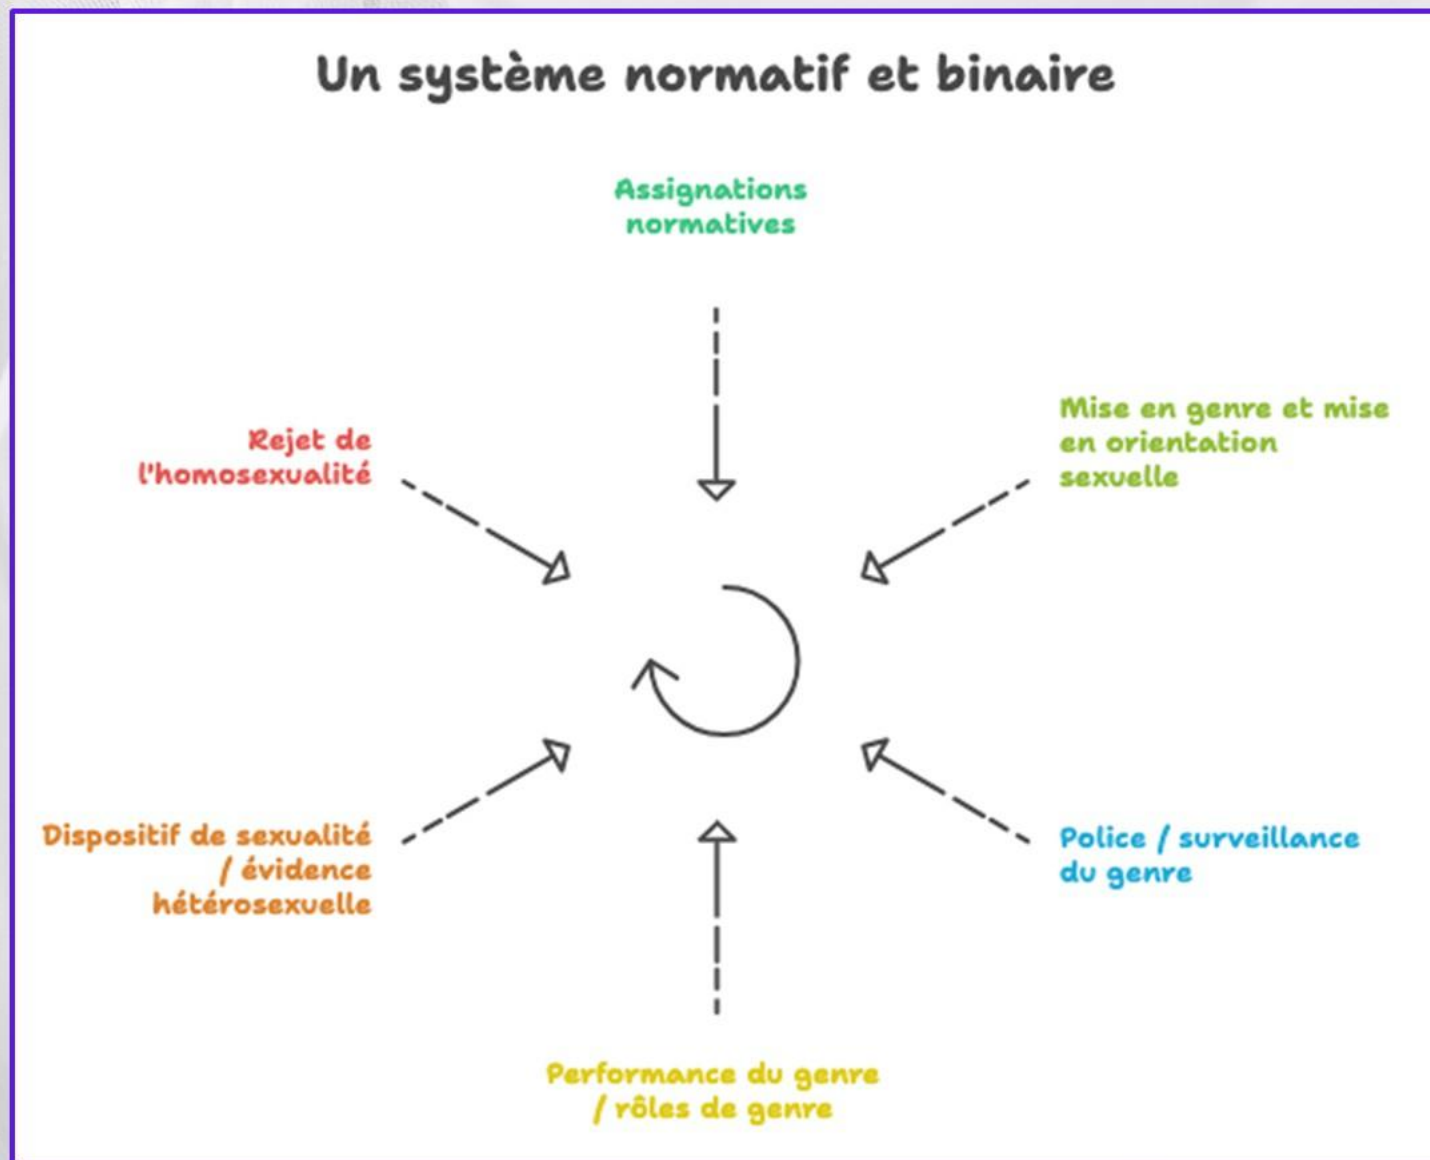 Un système normatif et binaire
Assignations
normatives
Mise en genre et mise
en orientation
sexuelle
Police / surveillance
du genre
Performance du genre
/ rôles de genre
Dispositif de sexualité
/ évidence
hétérosexuelle
Rejet de
l'homosexualité